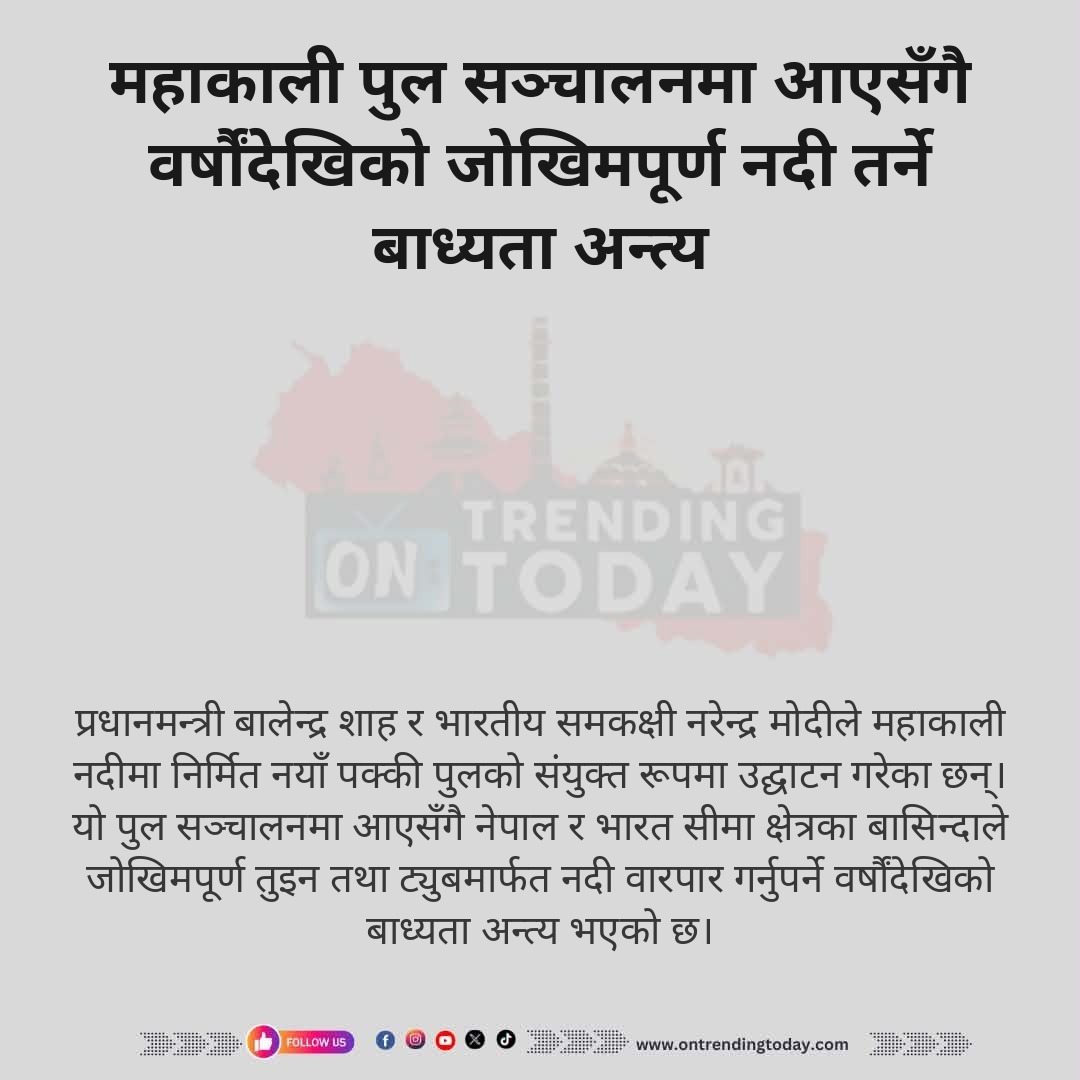 महाकाली पुल सञ्चालनमा आएसँगै
वर्षौंदेखिको जोखिमपूर्ण नदी तर्ने
बाध्यता अन्त्य
TRENDING
ON TODAY
प्रधानमन्त्री बालेन्द्र शाह र भारतीय समकक्षी नरेन्द्र मोदीले महाकाली
नदीमा निर्मित नयाँ पक्की पुलको संयुक्त रूपमा उद्घाटन गरेका छन्।
यो पुल सञ्चालनमा आएसँगै नेपाल र भारत सीमा क्षेत्रका बासिन्दाले
जोखिमपूर्ण तुइन तथा ट्युबमार्फत नदी वारपार गर्नुपर्ने वर्षौंदेखिको
बाध्यता अन्त्य भएको छ।
FOLLOW US www.ontrendingtoday.com